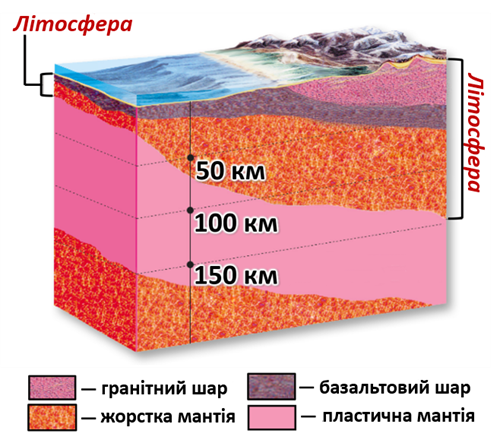 Літосфера
Літосфера
50 км
100 км
150 км
— гранітний шар
— базальтовий шар
— жорстка мантія
— пластична мантія